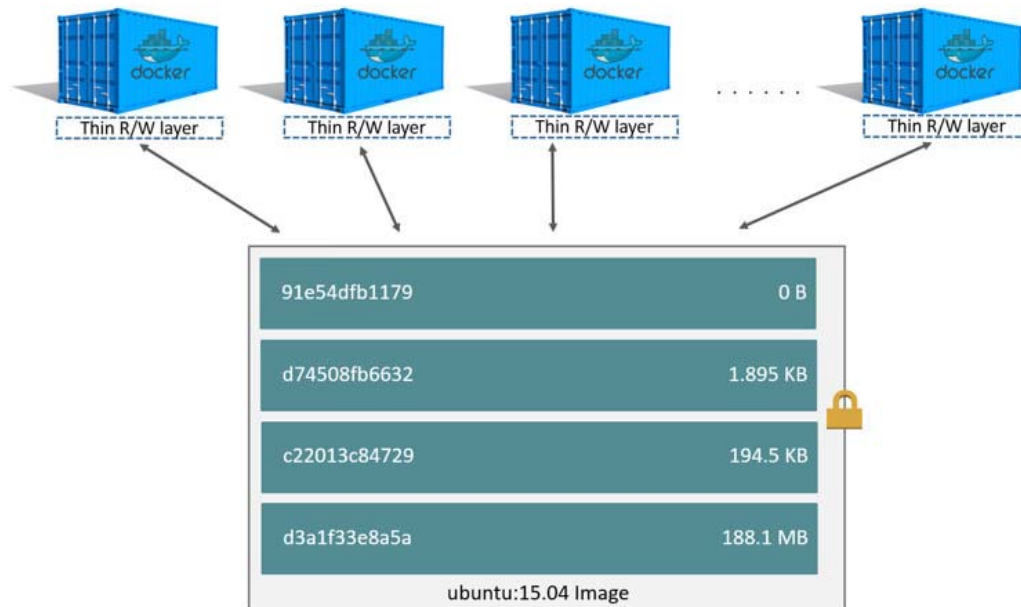 docker docker docker docker
. . . . . .
Thin R/W layer Thin R/W layer Thin R/W layer Thin R/W layer
91e54dfb1179 0 B
d74508fb6632 1.895 KB
c22013c84729 194.5 KB
d3a1f33e8a5a 188.1 MB
ubuntu:15.04 Image